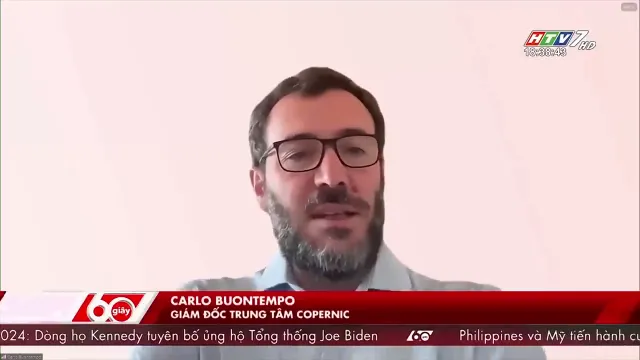 HTV7 HD
18:38:43
60 giây
CARLO BUONTEMPO
GIÁM ĐỐC TRUNG TÂM COPERNIC
024: Dòng họ Kennedy tuyên bố ủng hộ Tổng thống Joe Biden 60 Philippines và Mỹ tiến hành c